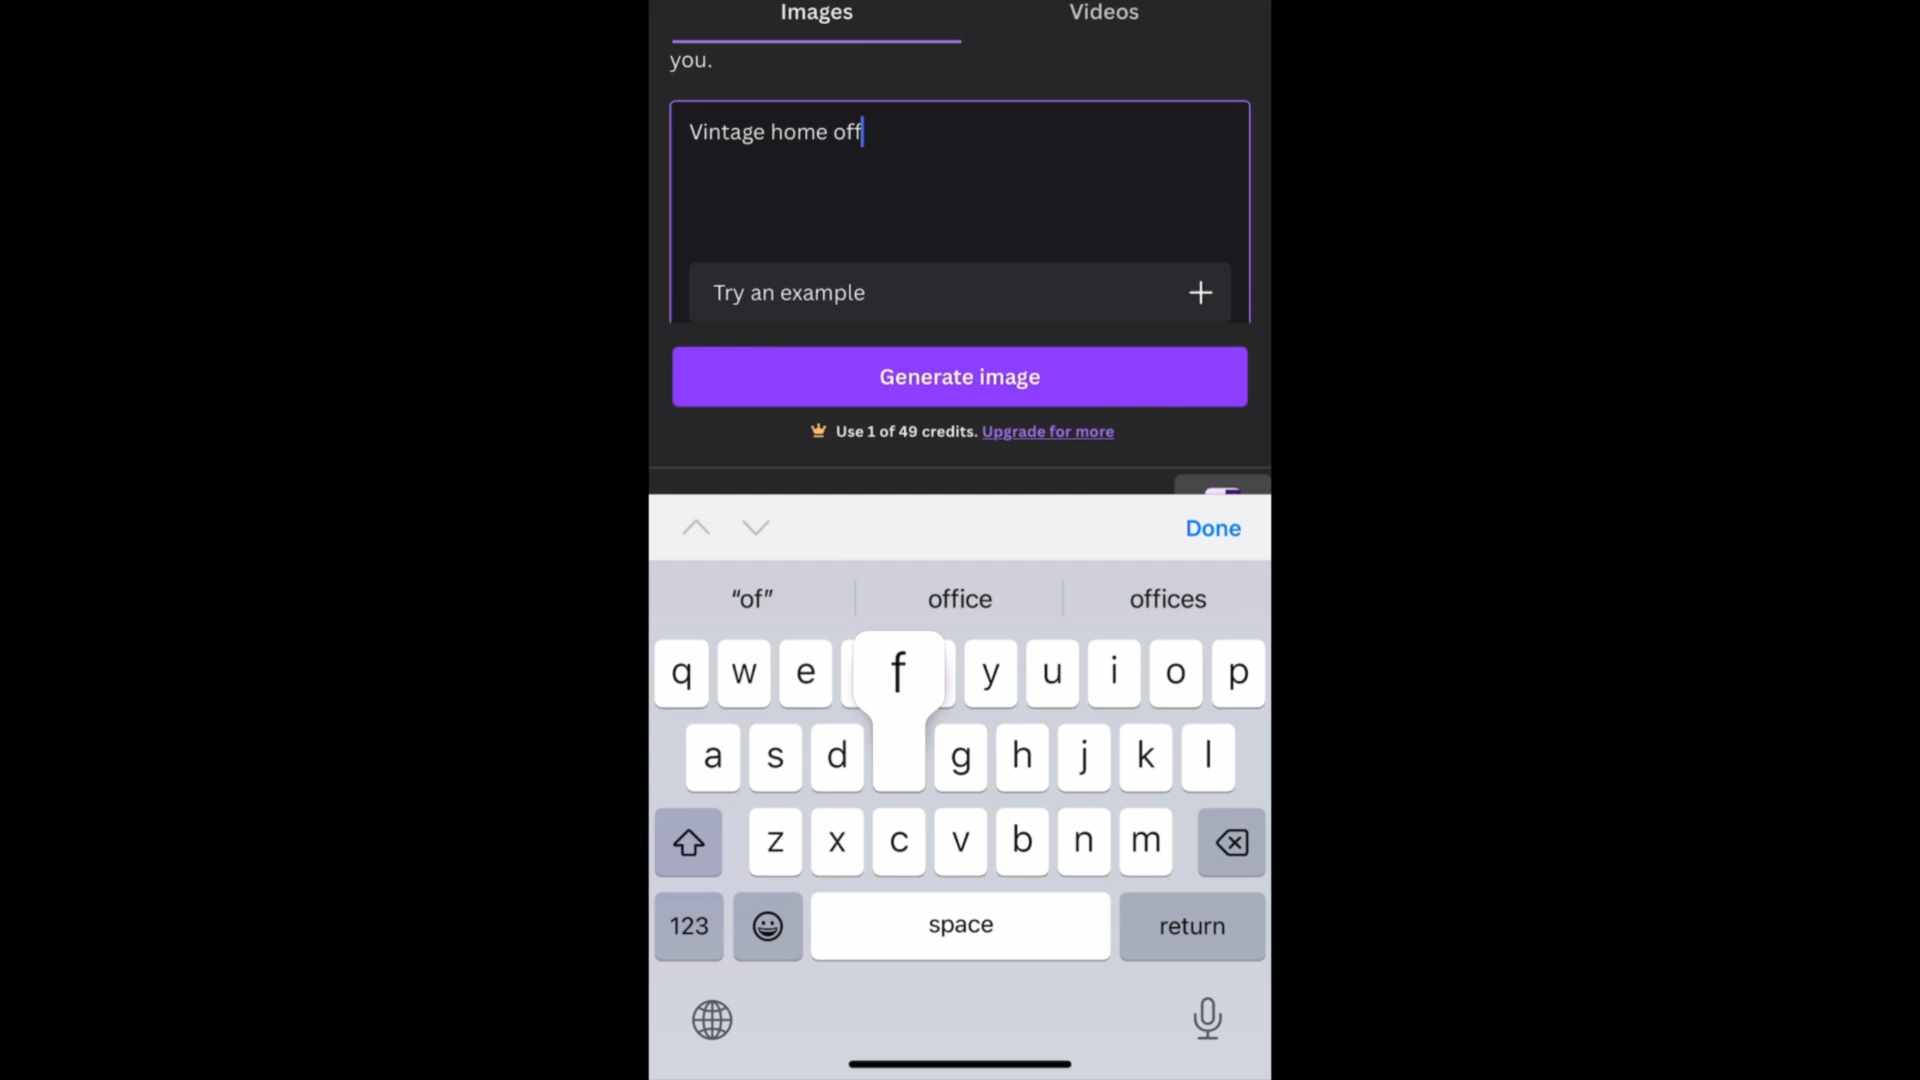 Images Videos
you.
Vintage home off
Try an example +
Generate image
Use 1 of 49 credits. Upgrade for more
Done
“of” office offices
q w e f y u i o p
a s d g h j k l
z x c v b n m
123 space return